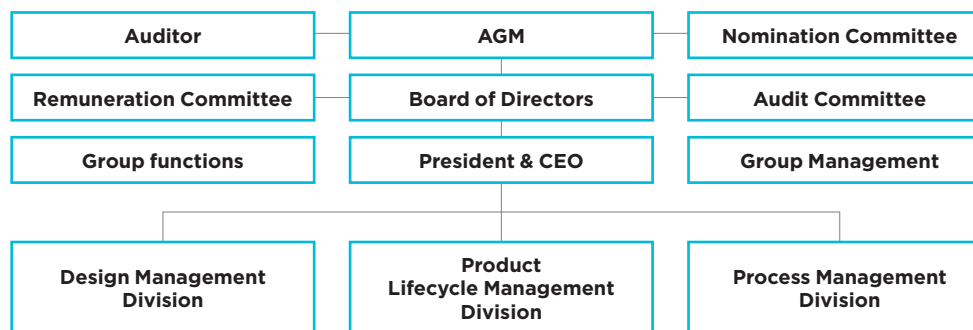 Auditor
AGM
Nomination Committee
Remuneration Committee
Board of Directors
Audit Committee
Group functions
President & CEO
Group Management
Design Management
Division
Product
Lifecycle Management
Division
Process Management
Division